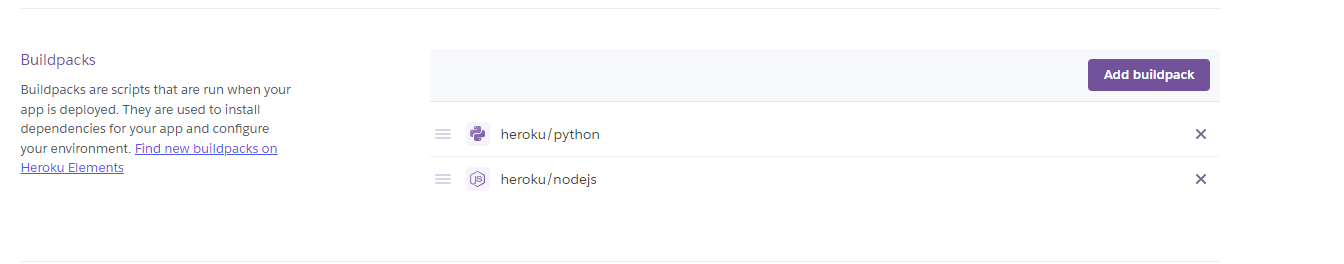 Buildpacks
Buildpacks are scripts that are run when your
app is deployed. They are used to install
dependencies for your app and configure
your environment. Find new buildpacks on
Heroku Elements
Add buildpack
heroku/python
heroku/nodejs